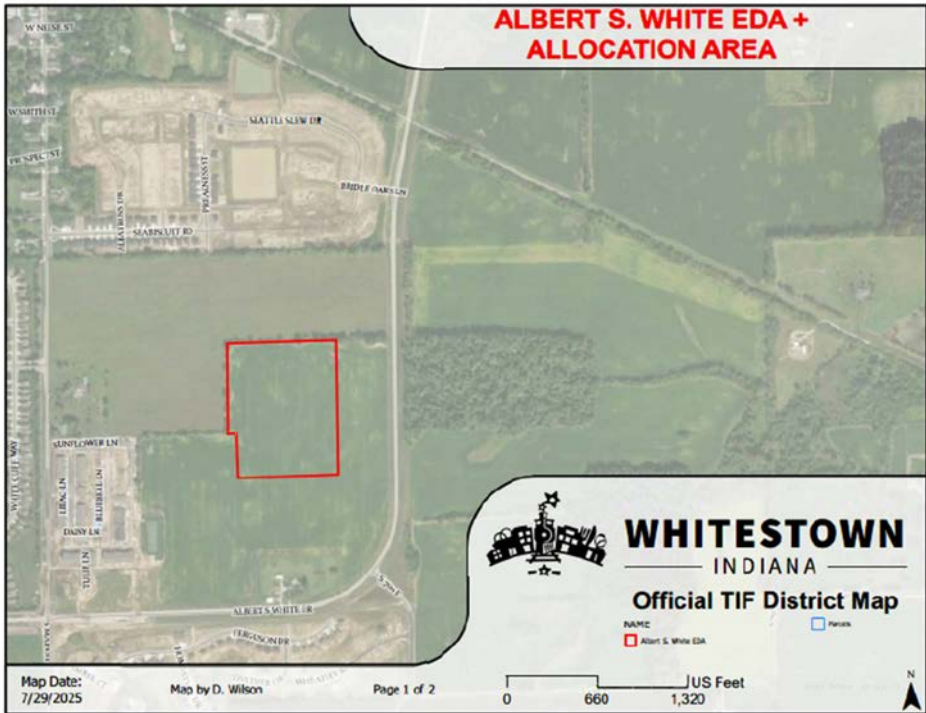 ALBERT S. WHITE EDA +
ALLOCATION AREA
W NEESE ST
W SMITH ST
PROSPECT ST
SEATTLE SLEW DR
PREAKNESS ST
BRIDLE OAKS LN
SEABISCUIT RD
SUNFLOWER LN
LILAC LN
BLUEBELL LN
DAISY LN
TULIP LN
ALBERT S WHITE DR
FERGUSON DR
WHITESTOWN
INDIANA
Official TIF District Map
NAME
Albert S. White EDA
Parcels
Map Date:
7/29/2025
Map by D. Wilson
Page 1 of 2
US Feet
0
660
1,320
N